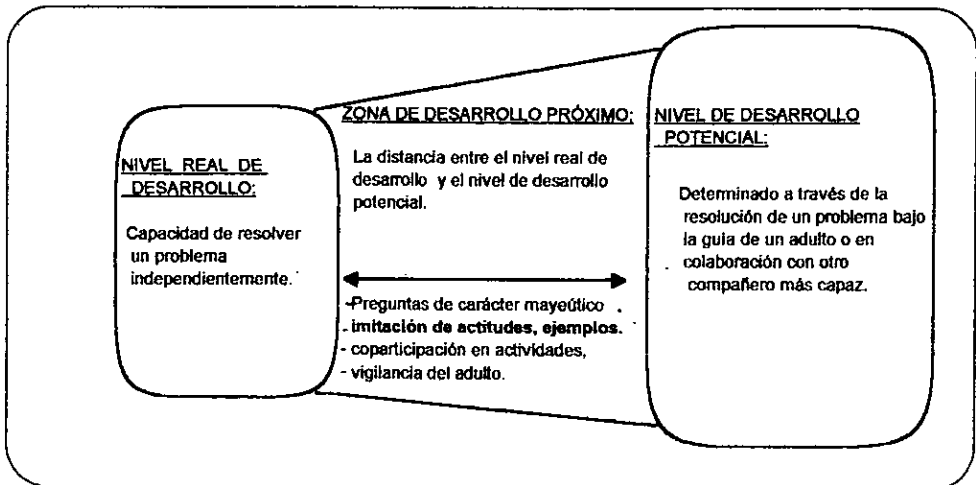 NIVEL REAL DE
DESARROLLO:
Capacidad de resolver
un problema
independientemente.
ZONA DE DESARROLLO PRÓXIMO:
La distancia entre el nivel real de
desarrollo y el nivel de desarrollo
potencial.
-Preguntas de carácter mayeútico
- imitación de actitudes, ejemplos.
- coparticipación en actividades,
- vigilancia del adulto.
NIVEL DE DESARROLLO
POTENCIAL:
Determinado a través de la
resolución de un problema bajo
la guía de un adulto o en
colaboración con otro
compañero más capaz.